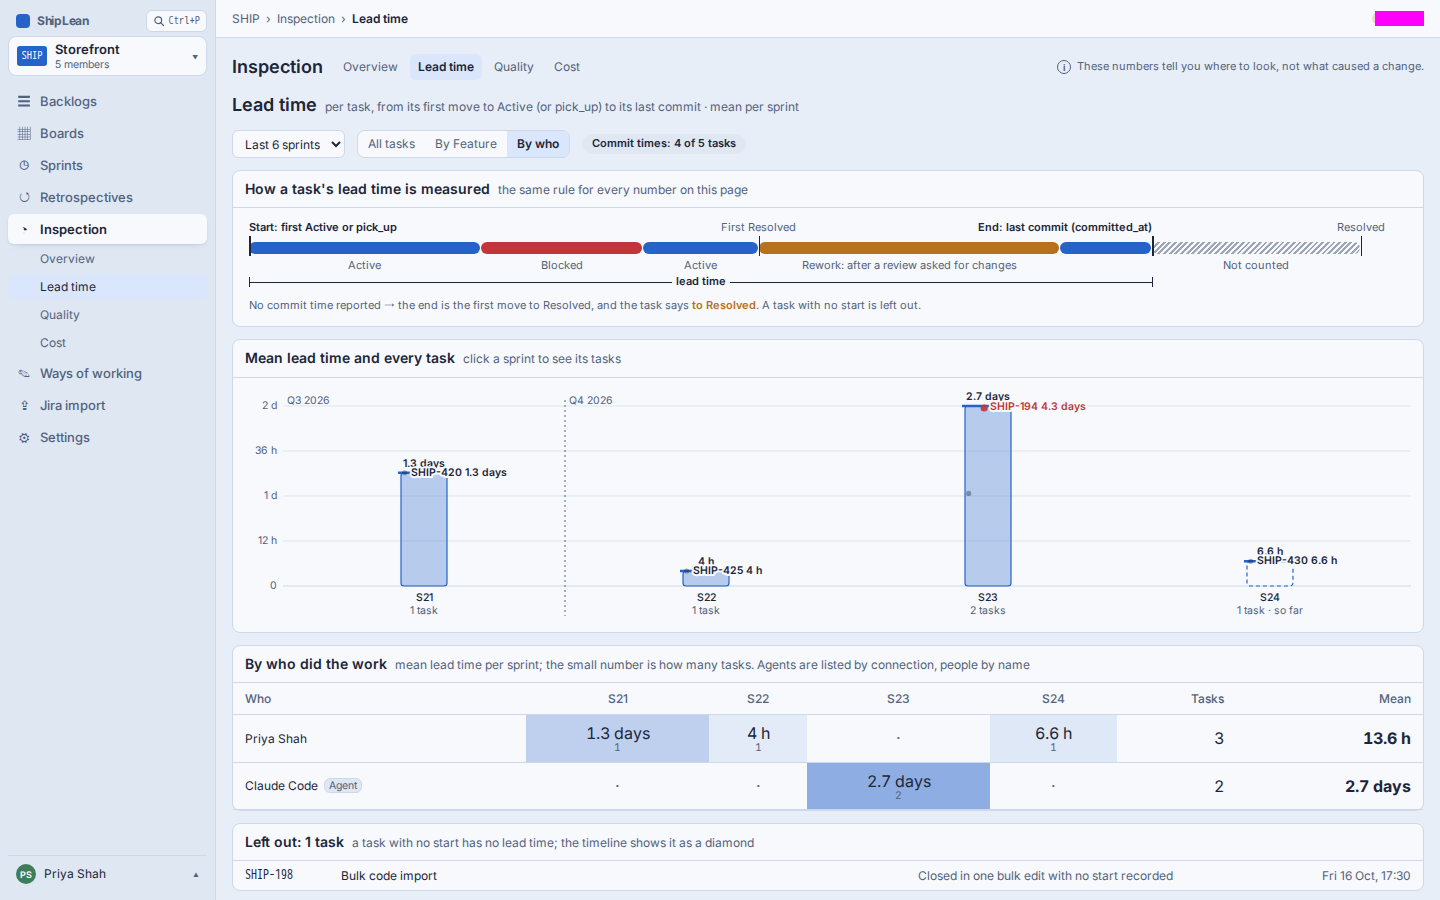 ShipLean
Ctrl+P
SHIP
Storefront
5 members
Backlogs
Boards
Sprints
Retrospectives
Inspection
Overview
Lead time
Quality
Cost
Ways of working
Jira import
Settings
PS
Priya Shah
SHIP › Inspection › Lead time
Inspection
Overview
Lead time
Quality
Cost
These numbers tell you where to look, not what caused a change.
Lead time per task, from its first move to Active (or pick_up) to its last commit · mean per sprint
Last 6 sprints
All tasks
By Feature
By who
Commit times: 4 of 5 tasks
How a task's lead time is measured the same rule for every number on this page
Start: first Active or pick_up
First Resolved
End: last commit (committed_at)
Resolved
Active
Blocked
Active
Rework: after a review asked for changes
Not counted
lead time
No commit time reported → the end is the first move to Resolved, and the task says to Resolved. A task with no start is left out.
Mean lead time and every task click a sprint to see its tasks
Q3 2026
Q4 2026
2 d
36 h
1 d
12 h
0
1.3 days
SHIP-420 1.3 days
4 h
SHIP-425 4 h
2.7 days
SHIP-194 4.3 days
6.6 h
SHIP-430 6.6 h
S21
1 task
S22
1 task
S23
2 tasks
S24
1 task · so far
By who did the work mean lead time per sprint; the small number is how many tasks. Agents are listed by connection, people by name
Who S21 S22 S23 S24 Tasks Mean
Priya Shah 1.3 days 4 h · 6.6 h 3 13.6 h
1 1 1
Claude Code Agent · · 2.7 days · 2 2.7 days
2
Left out: 1 task a task with no start has no lead time; the timeline shows it as a diamond
SHIP-198 Bulk code import Closed in one bulk edit with no start recorded Fri 16 Oct, 17:30